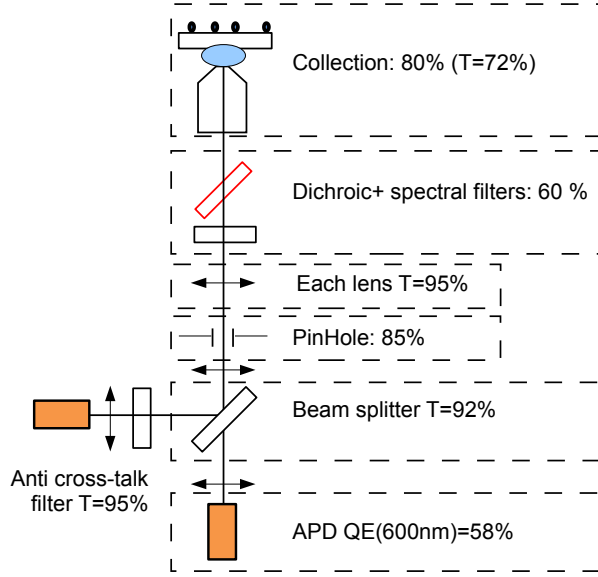 Collection: 80% (T=72%)
Dichroic+ spectral filters: 60 %
Each lens T=95%
PinHole: 85%
Beam splitter T=92%
Anti cross-talk
filter T=95%
APD QE(600nm)=58%